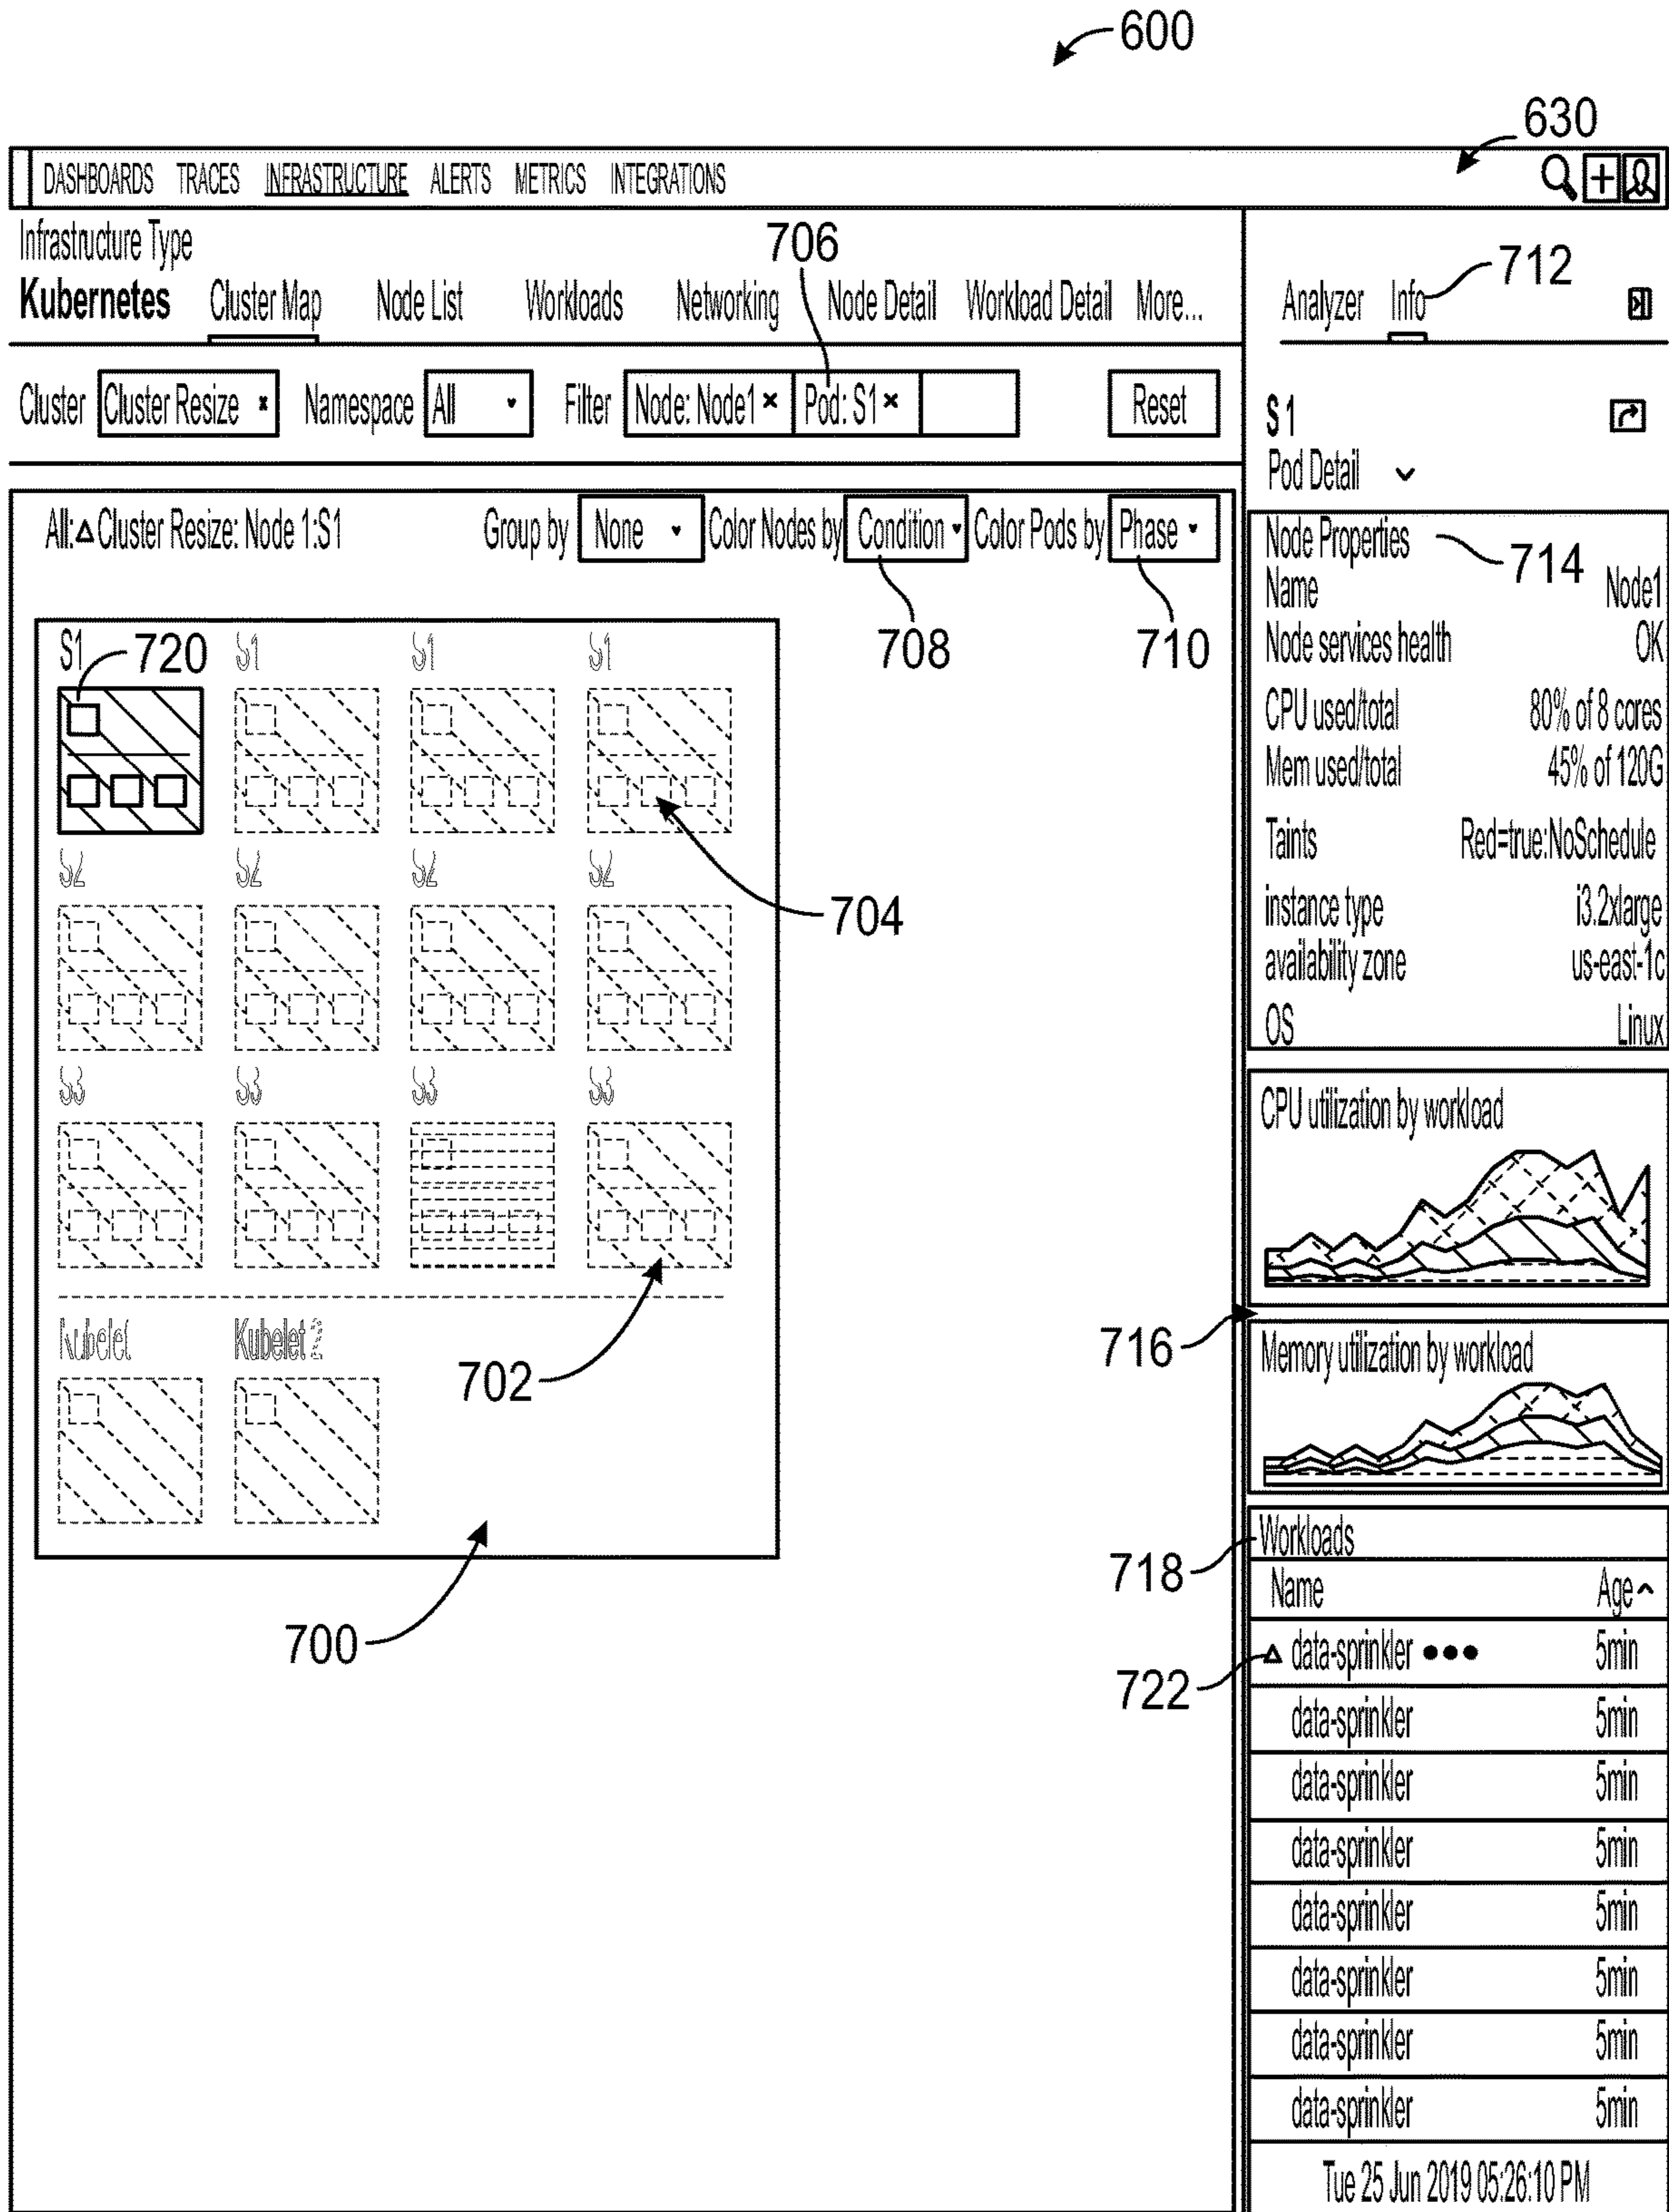 600
630
DASHBOARDS TRACES INFRASTRUCTURE ALERTS METRICS INTEGRATIONS
Infrastructure Type
706
Kubernetes Cluster Map Node List Workloads Networking Node Detail Workload Detail More...
Cluster Cluster Resize Namespace All Filter Node: Node1 × Pod: S1 × Reset
All: Cluster Resize: Node 1:S1 Group by None Color Nodes by Condition Color Pods by Phase
708
710
S1 720 S1 S1 S1
704
S2 S2 S2 S2
S3 S3 S3 S3
702
Kubelet Kubelet 2
700
Analyzer Info 712
S1
Pod Detail
Node Properties 714
Name Node1
Node services health OK
CPU used/total 80% of 8 cores
Mem used/total 45% of 120G
Taints Red=true:NoSchedule
instance type i3.2xlarge
availability zone us-east-1c
OS Linux
CPU utilization by workload
716
Memory utilization by workload
718
Workloads
Name Age
722
data-sprinkler ••• 5min
data-sprinkler 5min
data-sprinkler 5min
data-sprinkler 5min
data-sprinkler 5min
data-sprinkler 5min
data-sprinkler 5min
data-sprinkler 5min
Tue 25 Jun 2019 05:26:10 PM